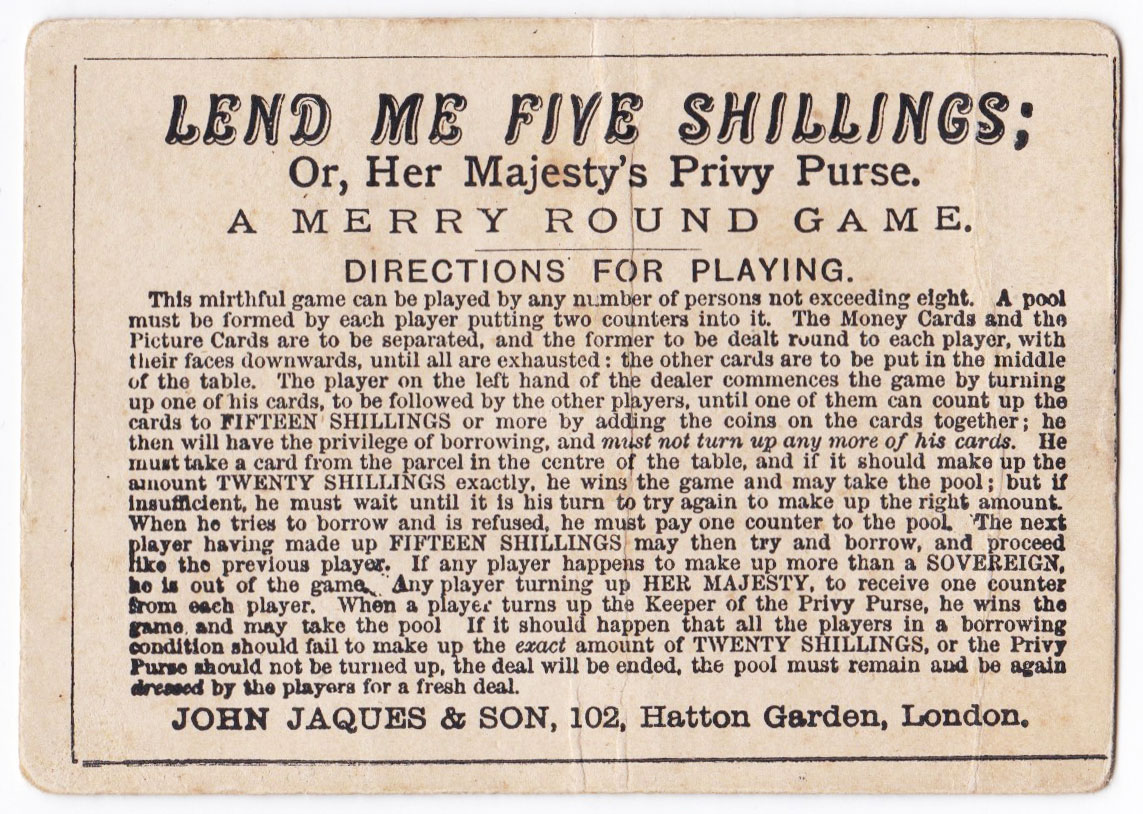 LEND ME FIVE SHILLINGS;
Or, Her Majesty's Privy Purse.
A MERRY ROUND GAME.
DIRECTIONS FOR PLAYING.
This mirthful game can be played by any number of persons not exceeding eight. A pool
must be formed by each player putting two counters into it. The Money Cards and the
Picture Cards are to be separated, and the former to be dealt round to each player, with
their faces downwards, until all are exhausted: the other cards are to be put in the middle
of the table. The player on the left hand of the dealer commences the game by turning
up one of his cards, to be followed by the other players, until one of them can count up the
cards to FIFTEEN SHILLINGS or more by adding the coins on the cards together; he
then will have the privilege of borrowing, and must not turn up any more of his cards. He
must take a card from the parcel in the centre of the table, and if it should make up the
amount TWENTY SHILLINGS exactly, he wins the game and may take the pool; but if
insufficient, he must wait until it is his turn to try again to make up the right amount.
When he tries to borrow and is refused, he must pay one counter to the pool. The next
player having made up FIFTEEN SHILLINGS may then try and borrow, and proceed
like the previous player. If any player happens to make up more than a SOVEREIGN,
he is out of the game. Any player turning up HER MAJESTY, to receive one counter
from each player. When a player turns up the Keeper of the Privy Purse, he wins the
game, and may take the pool If it should happen that all the players in a borrowing
condition should fail to make up the exact amount of TWENTY SHILLINGS, or the Privy
Purse should not be turned up, the deal will be ended, the pool must remain and be again
dressed by the players for a fresh deal.
JOHN JAQUES & SON, 102, Hatton Garden, London.